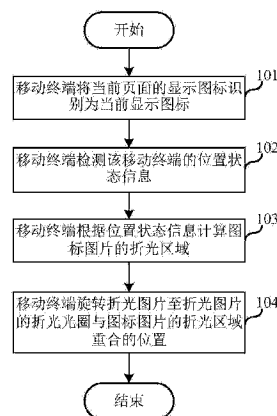 开始
101
移动终端将当前页面的显示图标识
别为当前显示图标
102
移动终端检测该移动终端的位置状
态信息
103
移动终端根据位置状态信息计算图
标图片的折光区域
104
移动终端旋转折光图片至折光图片
的折光光圈与图标图片的折光区域
重合的位置
结束